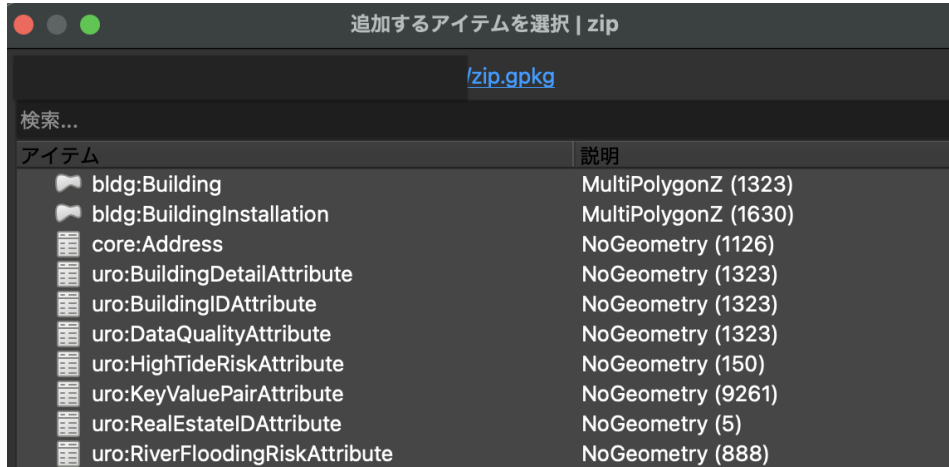 追加するアイテムを選択 | zip
/zip.gpkg
検索...
アイテム 説明
bldg:Building MultiPolygonZ (1323)
bldg:BuildingInstallation MultiPolygonZ (1630)
core:Address NoGeometry (1126)
uro:BuildingDetailAttribute NoGeometry (1323)
uro:BuildingIDAttribute NoGeometry (1323)
uro:DataQualityAttribute NoGeometry (1323)
uro:HighTideRiskAttribute NoGeometry (150)
uro:KeyValuePairAttribute NoGeometry (9261)
uro:RealEstateIDAttribute NoGeometry (5)
uro:RiverFloodingRiskAttribute NoGeometry (888)